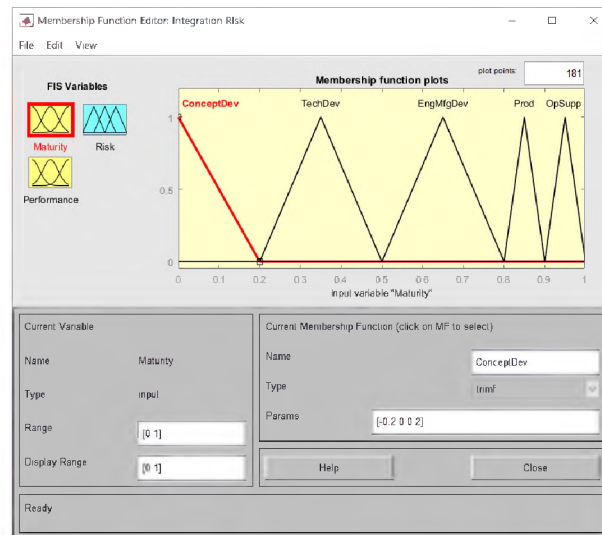 Membership Function Editor: Integration Risk
File Edit View
FIS Variables
Maturity
Risk
Performance
Membership function plots
plot points:
181
ConceptDev
TechDev
EngMfgDev
Prod
OpSupp
1
0.5
0
0 0.1 0.2 0.3 0.4 0.5 0.6 0.7 0.8 0.9 1
input variable "Maturity"
Current Variable
Name Maturity
Type input
Range [0 1]
Display Range [0 1]
Current Membership Function (click on MF to select)
Name ConceptDev
Type trimf
Params [-0.2 0 0.2]
Help Close
Ready